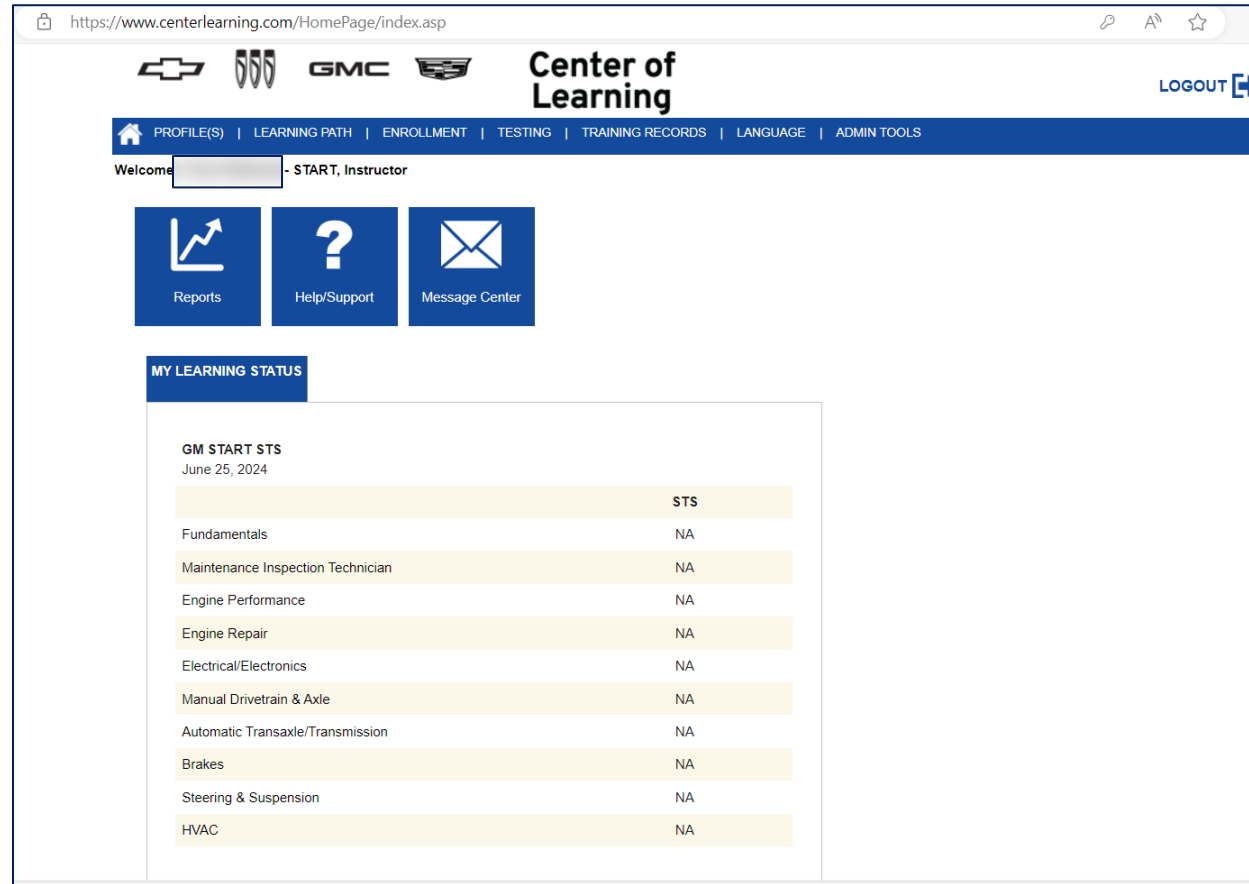 https://www.centerlearning.com/HomePage/index.asp
GMC
Center of
Learning
LOGOUT
PROFILE(S) | LEARNING PATH | ENROLLMENT | TESTING | TRAINING RECORDS | LANGUAGE | ADMIN TOOLS
Welcome - START, Instructor
Reports Help/Support Message Center
MY LEARNING STATUS
GM START STS
June 25, 2024
STS
Fundamentals NA
Maintenance Inspection Technician NA
Engine Performance NA
Engine Repair NA
Electrical/Electronics NA
Manual Drivetrain & Axle NA
Automatic Transaxle/Transmission NA
Brakes NA
Steering & Suspension NA
HVAC NA